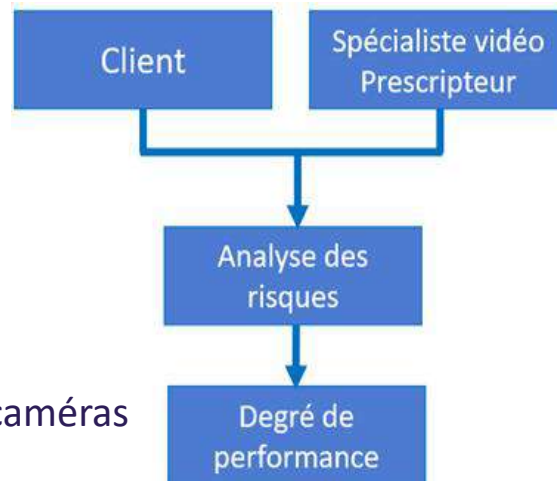 Client
Spécialiste vidéo
Prescripteur
Analyse des
risques
caméras
Degré de
performance